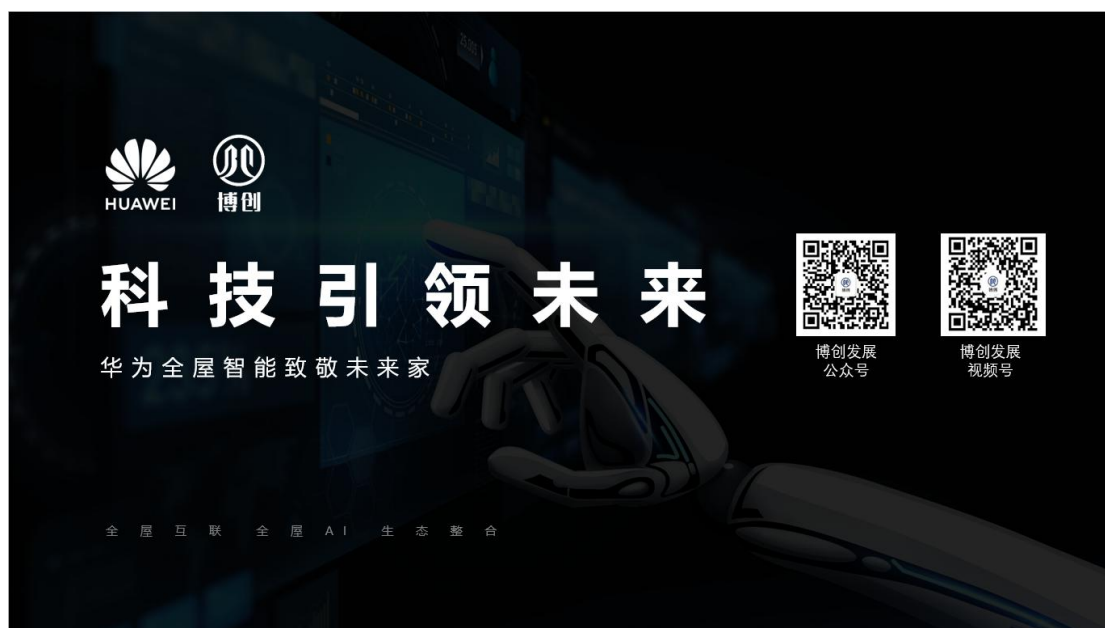 HUAWEI
博创
科技引领未来
华为全屋智能致敬未来家
博创发展
公众号
博创发展
视频号
全屋互联 全屋AI 生态整合